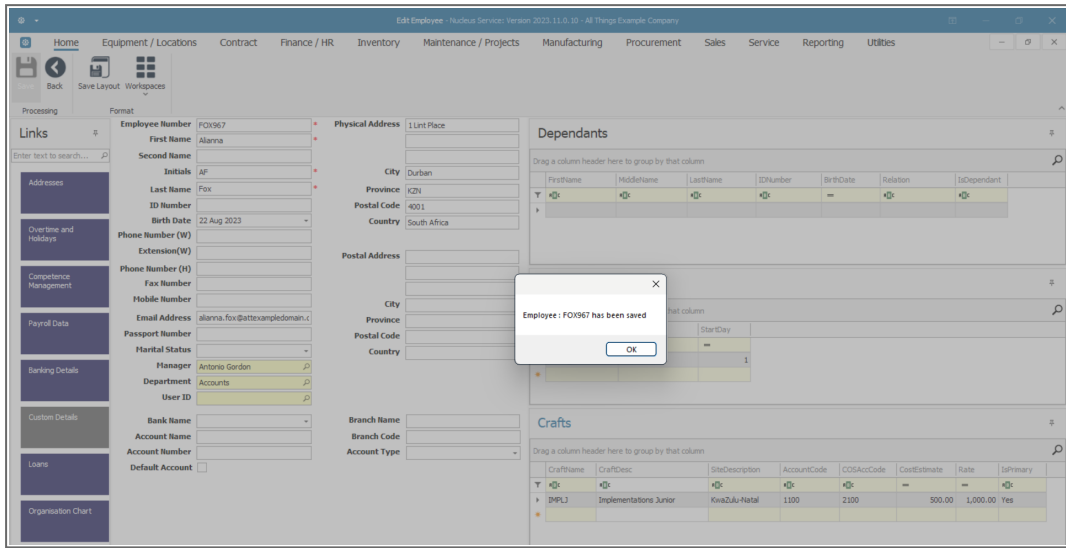 Edit Employee - Nucleus Service: Version 2023.11.0.10 - All Things Example Company
Home Equipment / Locations Contract Finance / HR Inventory Maintenance / Projects Manufacturing Procurement Sales Service Reporting Utilities
Save Back Save Layout Workspaces
Processing Format
Links
Enter text to search...
Addresses
Overtime and
Holidays
Competence
Management
Payroll Data
Banking Details
Custom Details
Loans
Organisation Chart
Employee Number FOX967 *
First Name Alianna *
Second Name
Initials AF *
Last Name Fox *
ID Number
Birth Date 22 Aug 2023
Phone Number (W)
Extension(W)
Phone Number (H)
Fax Number
Mobile Number
Email Address alianna.fox@attexampledomain.c
Passport Number
Marital Status
Manager Antonio Gordon
Department Accounts
User ID
Bank Name
Account Name
Account Number
Default Account
Physical Address 1 Lint Place
City Durban
Province KZN
Postal Code 4001
Country South Africa
Postal Address
City
Province
Postal Code
Country
Branch Name
Branch Code
Account Type
Dependants
Drag a column header here to group by that column
FirstName MiddleName LastName IDNumber BirthDate Relation IsDependant
hat column
StartDay
1
Employee : FOX967 has been saved
OK
Crafts
Drag a column header here to group by that column
CraftName CraftDesc SiteDescription AccountCode COSAccCode CostEstimate Rate IsPrimary
IMPLJ Implementations Junior KwaZulu-Natal 1100 2100 500.00 1,000.00 Yes